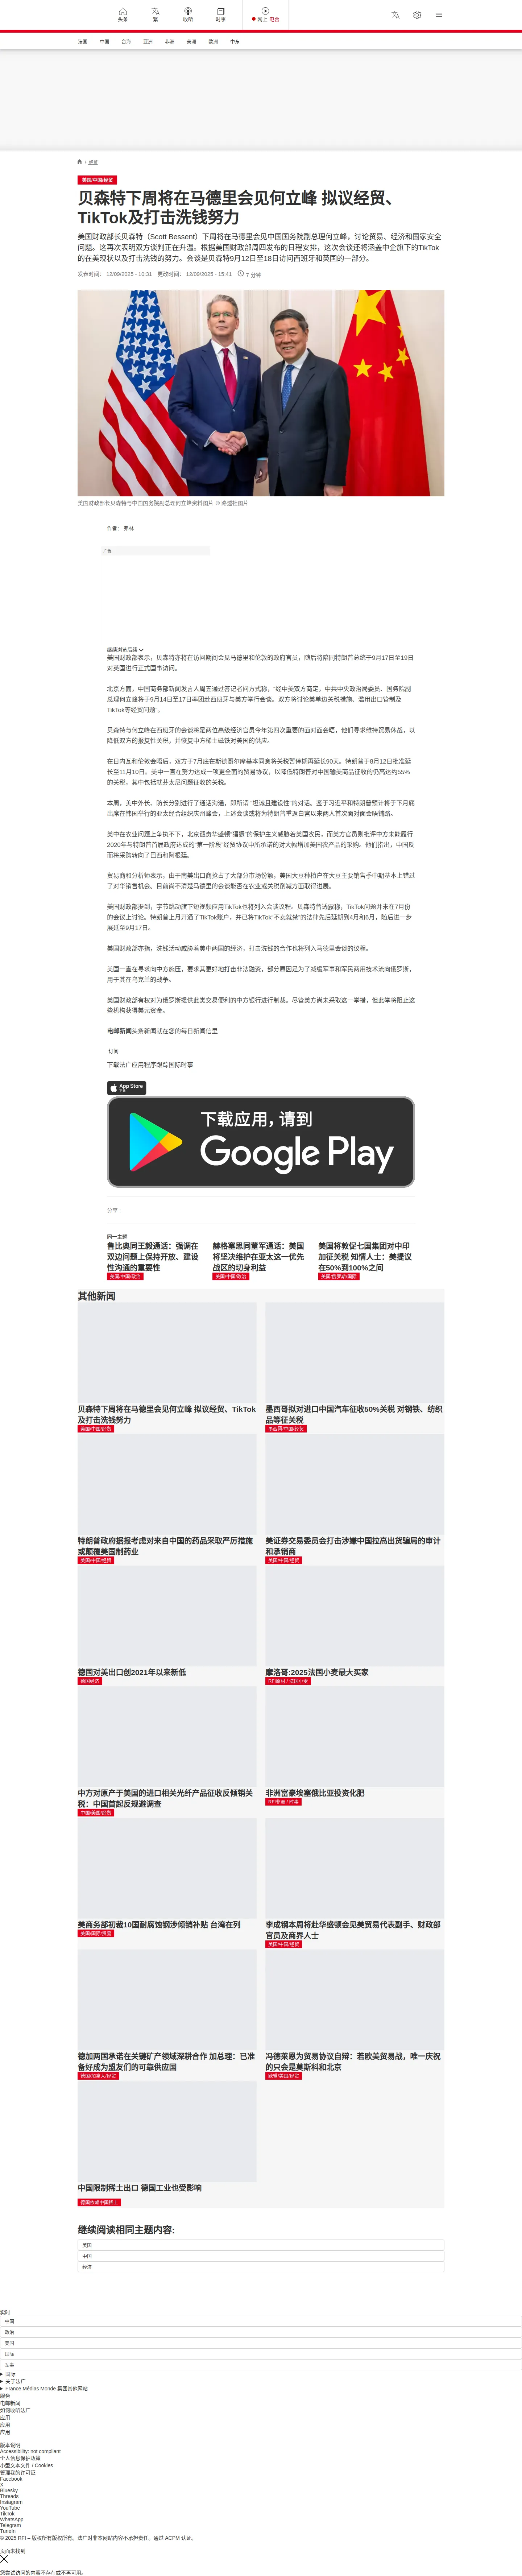 头条
繁
收听
时事
网上 电台
法国
中国
台海
亚洲
非洲
美洲
欧洲
中东
/ 经贸
美国/中国/经贸
贝森特下周将在马德里会见何立峰 拟议经贸、
TikTok及打击洗钱努力
美国财政部长贝森特（Scott Bessent）下周将在马德里会见中国国务院副总理何立峰，讨论贸易、经济和国家安全
问题。这再次表明双方谈判正在升温。根据美国财政部周四发布的日程安排，这次会谈还将涵盖中企旗下的TikTok
的在美现状以及打击洗钱的努力。会谈是贝森特9月12日至18日访问西班牙和英国的一部分。
发表时间： 12/09/2025 - 10:31 更改时间： 12/09/2025 - 15:41 7 分钟
美国财政部长贝森特与中国国务院副总理何立峰资料图片 © 路透社图片
作者： 弗林
广告
继续浏览后续
美国财政部表示，贝森特亦将在访问期间会见马德里和伦敦的政府官员，随后将陪同特朗普总统于9月17日至19日
对英国进行正式国事访问。
北京方面，中国商务部新闻发言人周五通过答记者问方式称，"经中美双方商定，中共中央政治局委员、国务院副
总理何立峰将于9月14日至17日率团赴西班牙与美方举行会谈。双方将讨论美单边关税措施、滥用出口管制及
TikTok等经贸问题"。
贝森特与何立峰在西班牙的会谈将是两位高级经济官员今年第四次重要的面对面会晤，他们寻求维持贸易休战，以
降低双方的报复性关税，并恢复中方稀土磁铁对美国的供应。
在日内瓦和伦敦会晤后，双方于7月底在斯德哥尔摩基本同意将关税暂停期再延长90天。特朗普于8月12日批准延
长至11月10日。美中一直在努力达成一项更全面的贸易协议，以降低特朗普对中国输美商品征收的仍高达约55%
的关税，其中包括就芬太尼问题征收的关税。
本周，美中外长、防长分别进行了通话沟通，即所谓 "坦诚且建设性"的对话。鉴于习近平和特朗普预计将于下月底
出席在韩国举行的亚太经合组织庆州峰会，上述会谈或将为特朗普重返白宫以来两人首次面对面会晤铺路。
美中在农业问题上争执不下，北京谴责华盛顿"猖獗"的保护主义威胁着美国农民，而美方官员则批评中方未能履行
2020年与特朗普首届政府达成的"第一阶段"经贸协议中所承诺的对大幅增加美国农产品的采购。他们指出，中国反
而将采购转向了巴西和阿根廷。
贸易商和分析师表示，由于南美出口商抢占了大部分市场份额，美国大豆种植户在大豆主要销售季中期基本上错过
了对华销售机会。目前尚不清楚马德里的会谈能否在农业或关税削减方面取得进展。
美国财政部提到，字节跳动旗下短视频应用TikTok也将列入会谈议程。贝森特曾透露称，TikTok问题并未在7月份
的会议上讨论。特朗普上月开通了TikTok账户，并已将TikTok"不卖就禁"的法律先后延期到4月和6月，随后进一步
展延至9月17日。
美国财政部亦指，洗钱活动威胁着美中两国的经济，打击洗钱的合作也将列入马德里会谈的议程。
美国一直在寻求向中方施压，要求其更好地打击非法融资，部分原因是为了减缓军事和军民两用技术流向俄罗斯，
用于其在乌克兰的战争。
美国财政部有权对为俄罗斯提供此类交易便利的中方银行进行制裁。尽管美方尚未采取这一举措，但此举将阻止这
些机构获得美元资金。
电邮新闻头条新闻就在您的每日新闻信里
订阅
下载法广应用程序跟踪国际时事
App Store
下载应用，请到
Google Play
分享 :
同一主题
鲁比奥同王毅通话：强调在
双边问题上保持开放、建设
性沟通的重要性
美国/中国/政治
赫格塞思同董军通话：美国
将坚决维护在亚太这一优先
战区的切身利益
美国/中国/政治
美国将敦促七国集团对中印
加征关税 知情人士：美提议
在50%到100%之间
美国/俄罗斯/国际
其他新闻
贝森特下周将在马德里会见何立峰 拟议经贸、TikTok
及打击洗钱努力
美国/中国/经贸
墨西哥拟对进口中国汽车征收50%关税 对钢铁、纺织
品等征关税
墨西哥/中国/经贸
特朗普政府据报考虑对来自中国的药品采取严厉措施
或颠覆美国制药业
美国/中国/经贸
美证券交易委员会打击涉嫌中国拉高出货骗局的审计
和承销商
美国/中国/经贸
德国对美出口创2021年以来新低
德国经济
摩洛哥:2025法国小麦最大买家
RFI原材 / 法国小麦
中方对原产于美国的进口相关光纤产品征收反倾销关
税：中国首起反规避调查
中国/美国/经贸
非洲富豪埃塞俄比亚投资化肥
RFI非洲 / 时事
美商务部初裁10国耐腐蚀钢涉倾销补贴 台湾在列
美国/国际/贸易
李成钢本周将赴华盛顿会见美贸易代表副手、财政部
官员及商界人士
美国/中国/经贸
德加两国承诺在关键矿产领域深耕合作 加总理：已准
备好成为盟友们的可靠供应国
德国/加拿大/经贸
冯德莱恩为贸易协议自辩：若欧美贸易战，唯一庆祝
的只会是莫斯科和北京
欧盟/美国/经贸
中国限制稀土出口 德国工业也受影响
德国依赖中国稀土
继续阅读相同主题内容:
美国
中国
经济
实时
中国
政治
美国
国际
军事
国际
关于法广
France Médias Monde 集团其他网站
服务
电邮新闻
如何收听法广
应用
应用
应用
版本说明
Accessibility: not compliant
个人信息保护政策
小型文本文件 / Cookies
管理我的许可证
Facebook
X
Bluesky
Threads
Instagram
YouTube
TikTok
WhatsApp
Telegram
TuneIn
© 2025 RFI – 版权所有版权所有。法广对非本网站内容不承担责任。通过 ACPM 认证。
页面未找到
您尝试访问的内容不存在或不再可用。